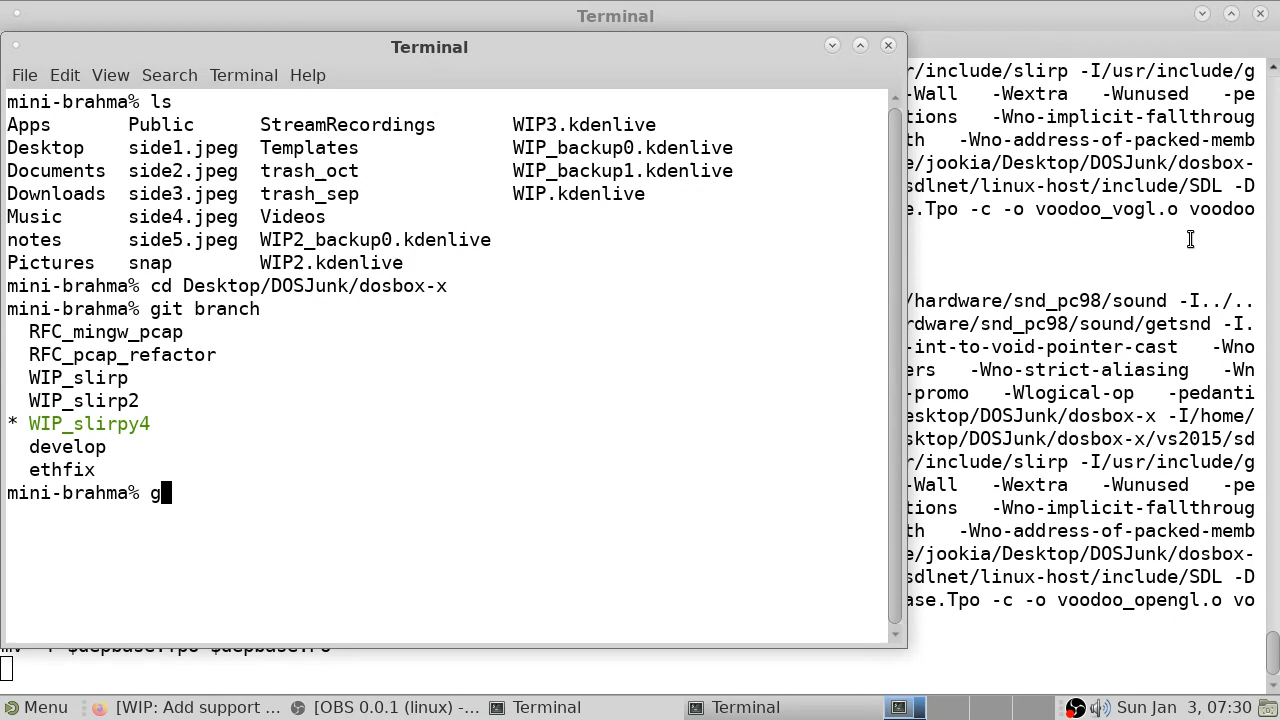 Terminal
Terminal
File Edit View Search Terminal Help
mini-brahma% ls
Apps Public StreamRecordings WIP3.kdenlive
Desktop side1.jpeg Templates WIP_backup0.kdenlive
Documents side2.jpeg trash_oct WIP_backup1.kdenlive
Downloads side3.jpeg trash_sep WIP.kdenlive
Music side4.jpeg Videos
notes side5.jpeg WIP2_backup0.kdenlive
Pictures snap WIP2.kdenlive
mini-brahma% cd Desktop/DOSJunk/dosbox-x
mini-brahma% git branch
RFC_mingw_pcap
RFC_pcap_refactor
WIP_slirp
WIP_slirp2
* WIP_slirpy4
develop
ethfix
mini-brahma% g
r/include/slirp -I/usr/include/g
-Wall -Wextra -Wunused -pe
tions -Wno-implicit-fallthroug
th -Wno-address-of-packed-memb
e/jookia/Desktop/DOSJunk/dosbox-
sdlnet/linux-host/include/SDL -D
e.Tpo -c -o voodoo_vogl.o voodoo
/hardware/snd_pc98/sound -I../..
rdware/snd_pc98/sound/getsnd -I.
-int-to-void-pointer-cast -Wno
ers -Wno-strict-aliasing -Wn
-promo -Wlogical-op -pedanti
esktop/DOSJunk/dosbox-x -I/home/
sktop/DOSJunk/dosbox-x/vs2015/sd
r/include/slirp -I/usr/include/g
-Wall -Wextra -Wunused -pe
tions -Wno-implicit-fallthroug
th -Wno-address-of-packed-memb
e/jookia/Desktop/DOSJunk/dosbox-
sdlnet/linux-host/include/SDL -D
ase.Tpo -c -o voodoo_opengl.o vo
Menu [WIP: Add support ... [OBS 0.0.1 (linux) -... Terminal Terminal Sun Jan 3, 07:30